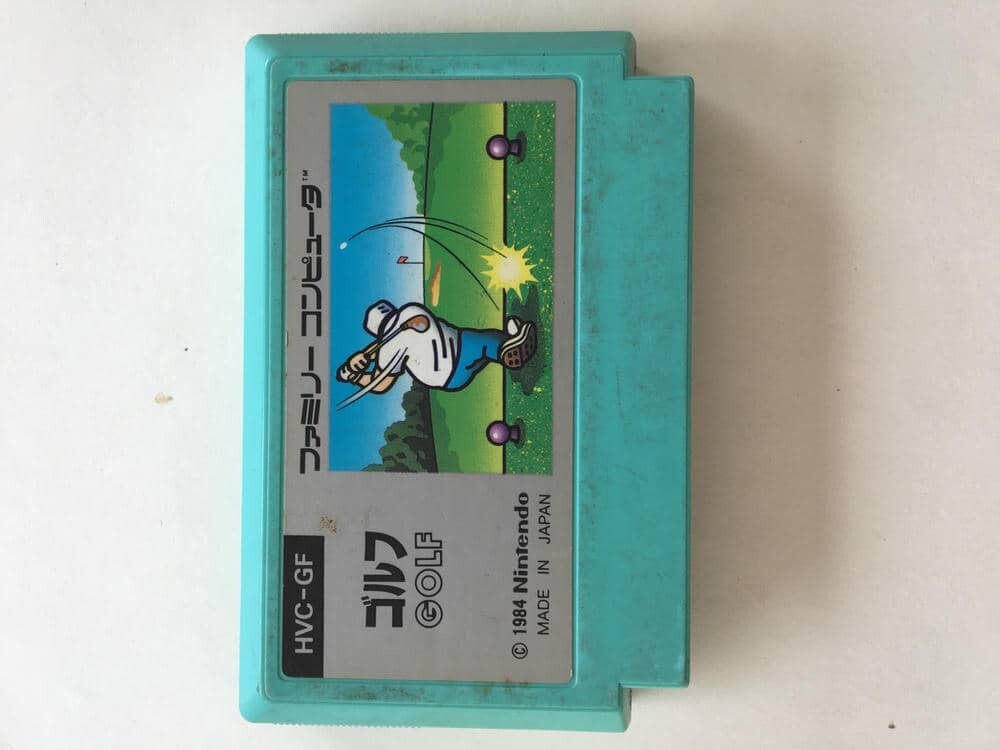 HVC-GF
ゴルフ
GOLF
© 1984 Nintendo
MADE IN JAPAN
ファミリー コンピュータ™